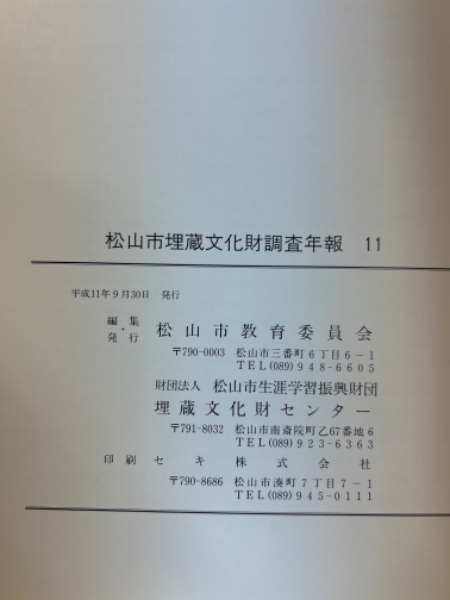 松山市埋蔵文化財調査年報 11
平成11年9月30日 発行
編集・発行 松山市教育委員会
〒790-0003 松山市三番町6丁目6-1
TEL(089)948-6605
財団法人 松山市生涯学習振興財団
埋蔵文化財センター
〒791-8032 松山市南斎院町乙67番地6
TEL(089)923-6363
印刷 セキ株式会社
〒790-8686 松山市湊町7丁目7-1
TEL(089)945-0111